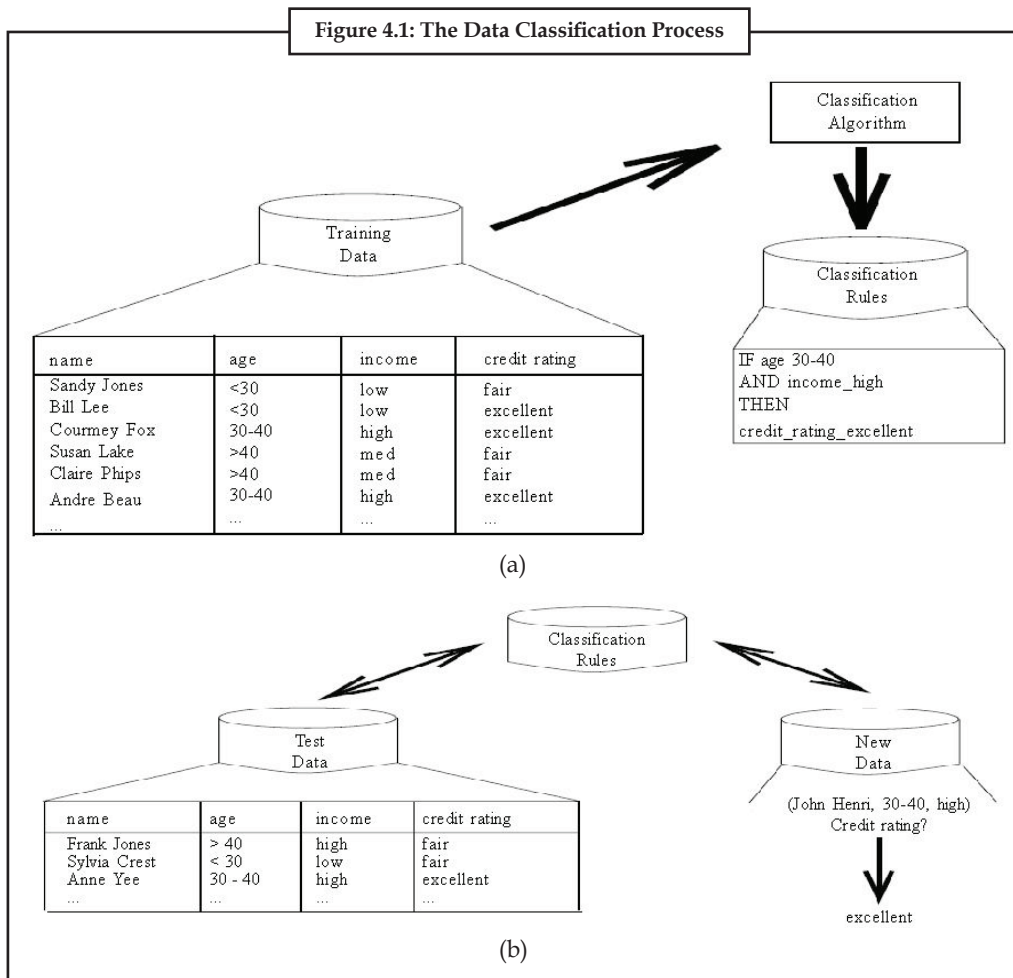 Figure 4.1: The Data Classification Process
Classification
Algorithm
Training
Data
Classification
Rules
name age income credit rating
Sandy Jones <30 low fair
Bill Lee <30 low excellent
Courmey Fox 30-40 high excellent
Susan Lake >40 med fair
Claire Phips >40 med fair
Andre Beau 30-40 high excellent
... ... ... ...
IF age 30-40
AND income_high
THEN
credit_rating_excellent
(a)
Classification
Rules
Test
Data
name age income credit rating
Frank Jones > 40 high fair
Sylvia Crest < 30 low fair
Anne Yee 30 - 40 high excellent
... ... ... ...
New
Data
(John Henri, 30-40, high)
Credit rating?
excellent
(b)